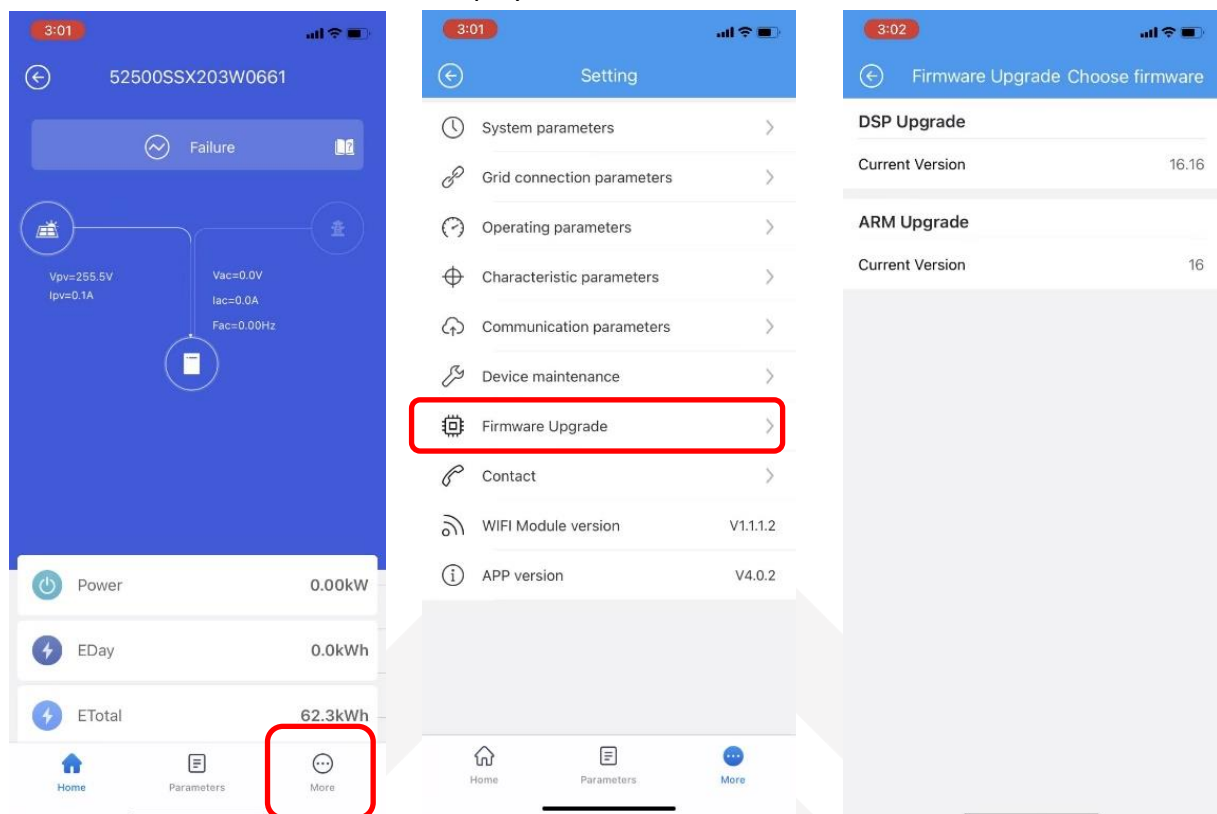 3:01
52500SSX203W0661
Failure
Vpv=255.5V
Ipv=0.1A
Vac=0.0V
Iac=0.0A
Fac=0.00Hz
Power 0.00kW
EDay 0.0kWh
ETotal 62.3kWh
Home Parameters More
3:01
Setting
System parameters
Grid connection parameters
Operating parameters
Characteristic parameters
Communication parameters
Device maintenance
Firmware Upgrade
Contact
WIFI Module version V1.1.1.2
APP version V4.0.2
Home Parameters More
3:02
Firmware Upgrade Choose firmware
DSP Upgrade
Current Version 16.16
ARM Upgrade
Current Version 16